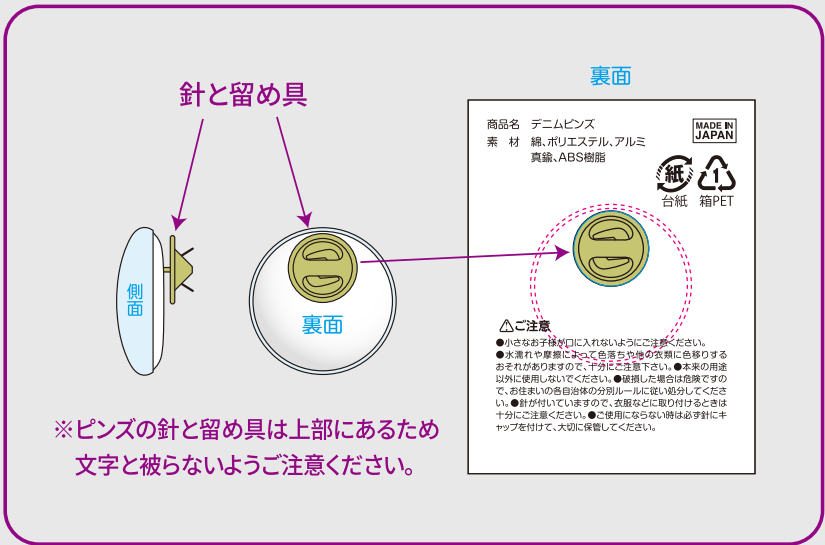 針と留め具
側面
裏面
※ピンズの針と留め具は上部にあるため
文字と被らないようご注意ください。
裏面
商品名 デニムピンズ
素 材 綿、ポリエステル、アルミ
真鍮、ABS樹脂
MADE IN
JAPAN
紙
台紙
1
箱PET
ご注意
●小さなお子様が口に入れないようにご注意ください。
●水濡れや摩擦によって色落ちや他の衣類に色移りする
おそれがありますので、十分にご注意下さい。●本来の用途
以外に使用しないでください。●破損した場合は危険ですの
で、お住まいの各自治体の分別ルールに従い処分してくださ
い。●針が付いていますので、衣服などに取り付けるときは
十分にご注意ください。●ご使用にならない時は必ず針にキ
ャップを付けて、大切に保管してください。